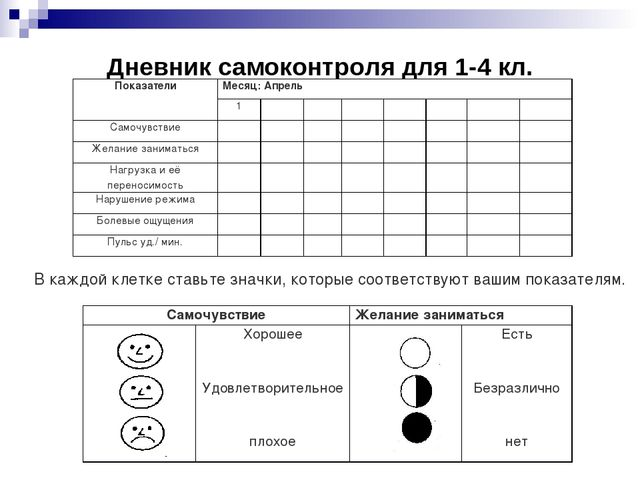 Дневник самоконтроля для 1-4 кл.
Показатели Месяц: Апрель
1
Самочувствие
Желание заниматься
Нагрузка и её
переносимость
Нарушение режима
Болевые ощущения
Пульс уд./ мин.
В каждой клетке ставьте значки, которые соответствуют вашим показателям.
Самочувствие Желание заниматься
Хорошее Есть
Удовлетворительное Безразлично
плохое нет